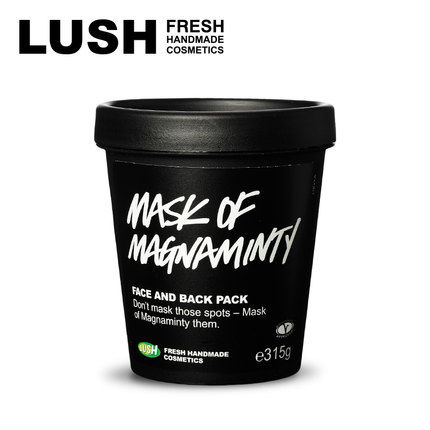 LUSH
FRESH
HANDMADE
COSMETICS
MASK OF
MAGNAMINTY
FACE AND BACK PACK
Don't mask those spots – Mask
of Magnaminty them.
LUSH
FRESH HANDMADE
COSMETICS
e315g